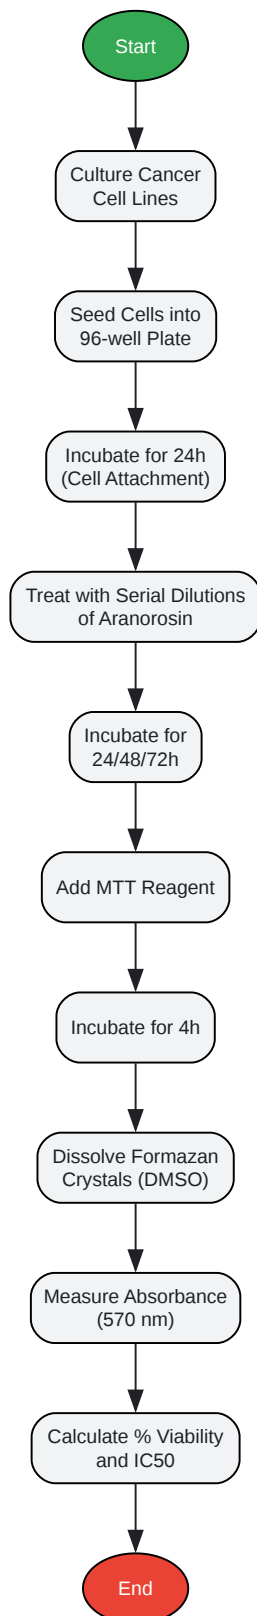 Start
Culture Cancer
Cell Lines
Seed Cells into
96-well Plate
Incubate for 24h
(Cell Attachment)
Treat with Serial Dilutions
of Aranorosin
Incubate for
24/48/72h
Add MTT Reagent
Incubate for 4h
Dissolve Formazan
Crystals (DMSO)
Measure Absorbance
(570 nm)
Calculate % Viability
and IC50
End